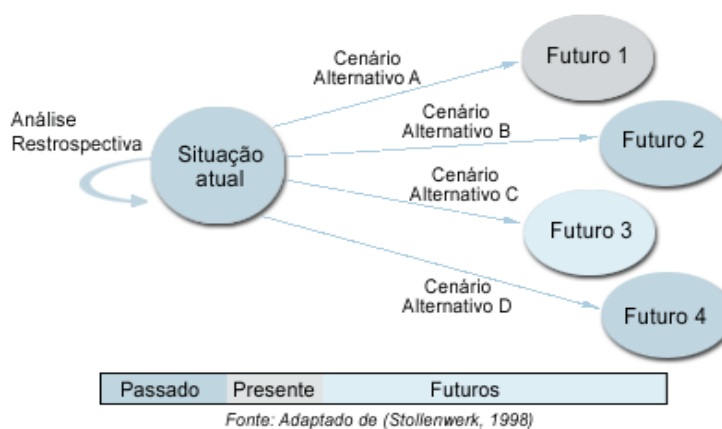 Cenário
Alternativo A
Futuro 1
Análise
Restrospectiva
Cenário
Alternativo B
Futuro 2
Situação
atual
Cenário
Alternativo C
Futuro 3
Cenário
Alternativo D
Futuro 4
Passado Presente Futuros
Fonte: Adaptado de (Stollenwerk, 1998)